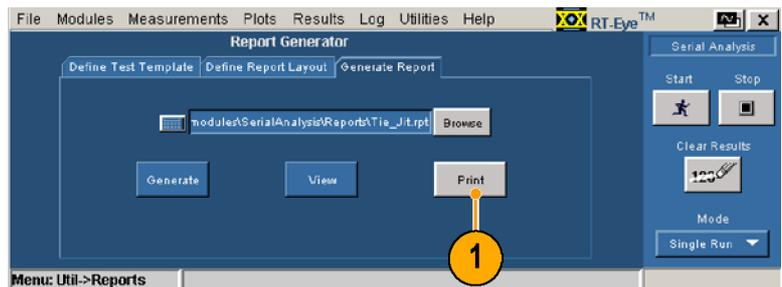 File Modules Measurements Plots Results Log Utilities Help RT-Eye™ x
Report Generator
Serial Analysis
Define Test Template Define Report Layout Generate Report
Start Stop
modules\SerialAnalysis\Reports\Tie_Jit.rpt Browse
Clear Results
123
Generate View Print
Mode
1
Single Run
Menu: Util->Reports